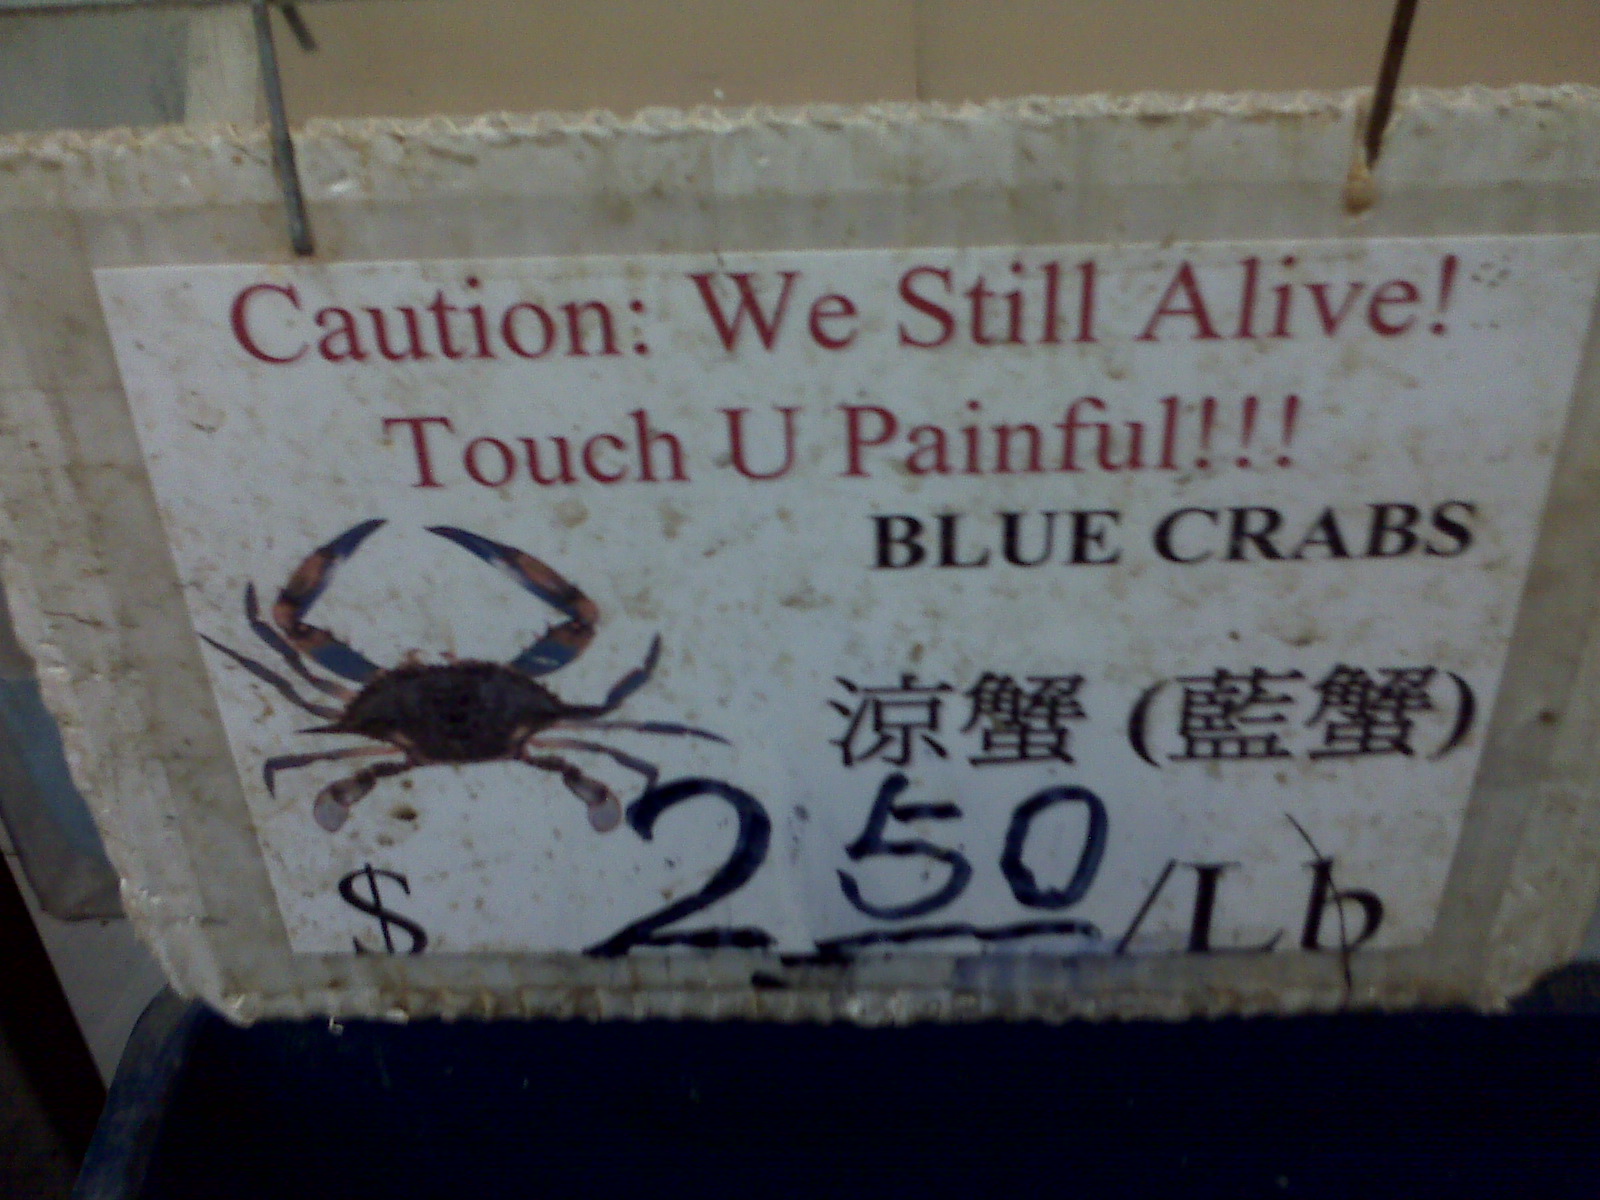 Caution: We Still Alive!
Touch U Painful!!!
BLUE CRABS
涼蟹 (藍蟹)
$ 2.50/Lb